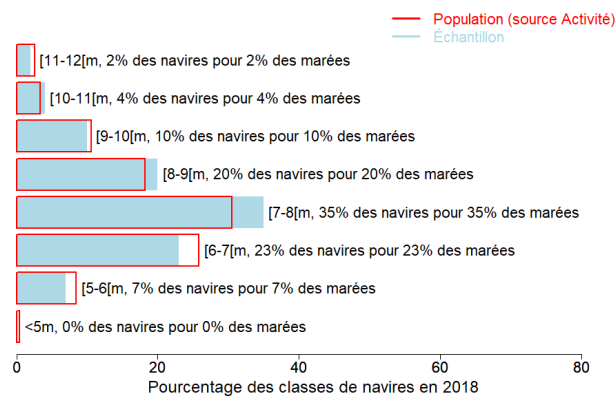 Population (source Activité)
Échantillon
[11-12[m, 2% des navires pour 2% des marées
[10-11[m, 4% des navires pour 4% des marées
[9-10[m, 10% des navires pour 10% des marées
[8-9[m, 20% des navires pour 20% des marées
[7-8[m, 35% des navires pour 35% des marées
[6-7[m, 23% des navires pour 23% des marées
[5-6[m, 7% des navires pour 7% des marées
<5m, 0% des navires pour 0% des marées
0 20 40 60 80
Pourcentage des classes de navires en 2018